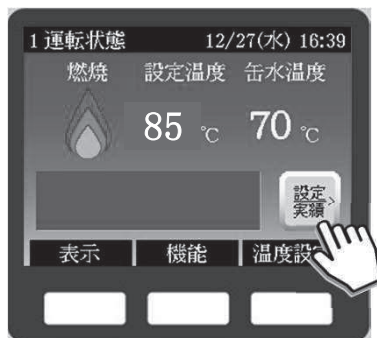 1 運転状態 12/27(水) 16:39
燃焼 設定温度 缶水温度
85 ℃ 70 ℃
設定
実績
表示 機能 温度設